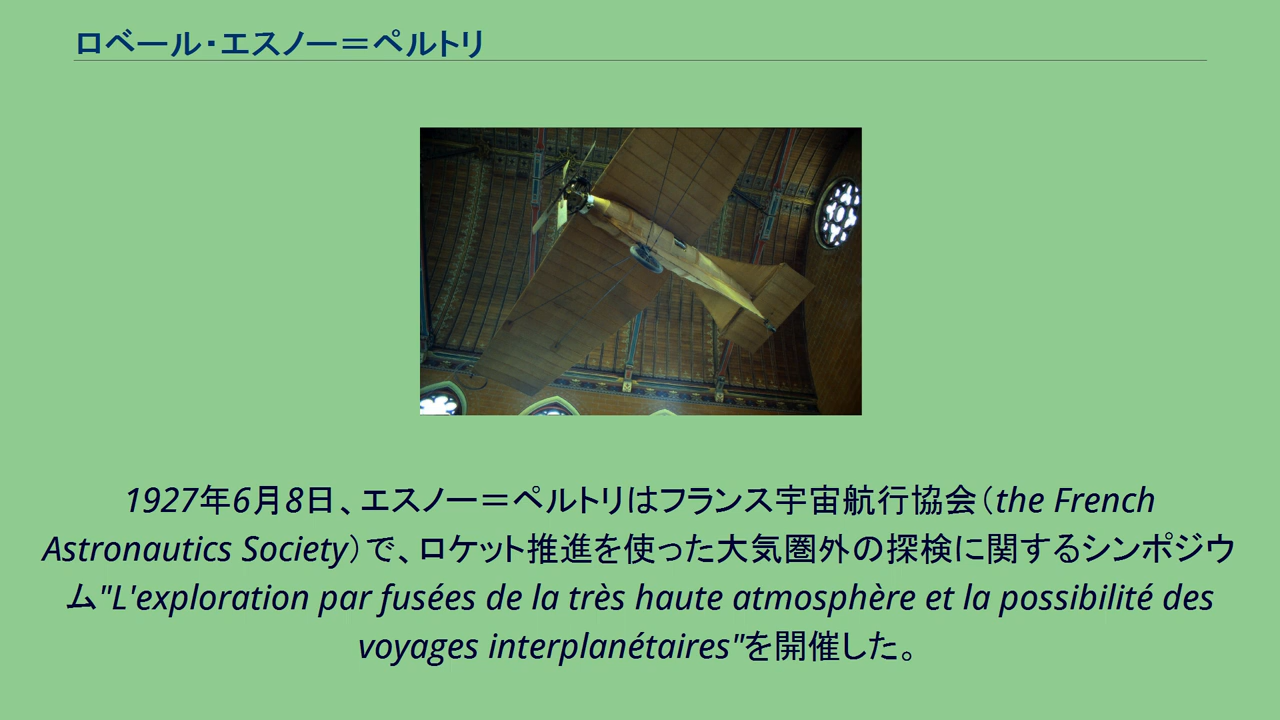 ロベール・エスノー＝ペルトリ
1927年6月8日、エスノー＝ペルトリはフランス宇宙航行協会（the French
Astronautics Society）で、ロケット推進を使った大気圏外の探検に関するシンポジウ
ム"L'exploration par fusées de la très haute atmosphère et la possibilité des
voyages interplanétaires"を開催した。